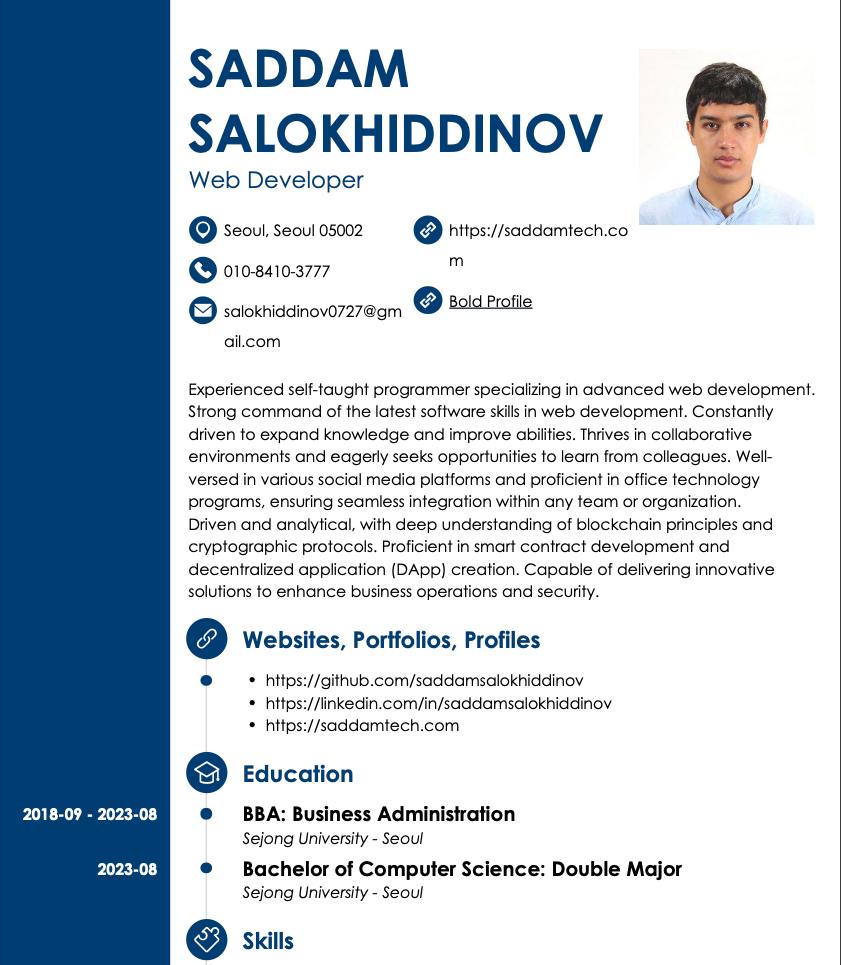 SADDAM
SALOKHIDDINOV
Web Developer
Seoul, Seoul 05002
010-8410-3777
salokhiddinov0727@gm
ail.com
https://saddamtech.co
m
Bold Profile
Experienced self-taught programmer specializing in advanced web development.
Strong command of the latest software skills in web development. Constantly
driven to expand knowledge and improve abilities. Thrives in collaborative
environments and eagerly seeks opportunities to learn from colleagues. Well-
versed in various social media platforms and proficient in office technology
programs, ensuring seamless integration within any team or organization.
Driven and analytical, with deep understanding of blockchain principles and
cryptographic protocols. Proficient in smart contract development and
decentralized application (DApp) creation. Capable of delivering innovative
solutions to enhance business operations and security.
Websites, Portfolios, Profiles
• https://github.com/saddamsalokhiddinov
• https://linkedin.com/in/saddamsalokhiddinov
• https://saddamtech.com
Education
2018-09 - 2023-08
BBA: Business Administration
Sejong University - Seoul
2023-08
Bachelor of Computer Science: Double Major
Sejong University - Seoul
Skills